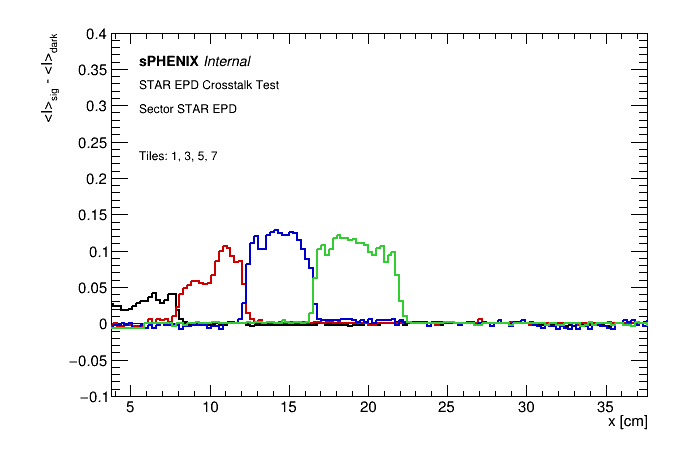 <I>sig - <I>dark
0.4
0.35
0.3
0.25
0.2
0.15
0.1
0.05
0
−0.05
−0.1
sPHENIX Internal
STAR EPD Crosstalk Test
Sector STAR EPD
Tiles: 1, 3, 5, 7
5 10 15 20 25 30 35
x [cm]